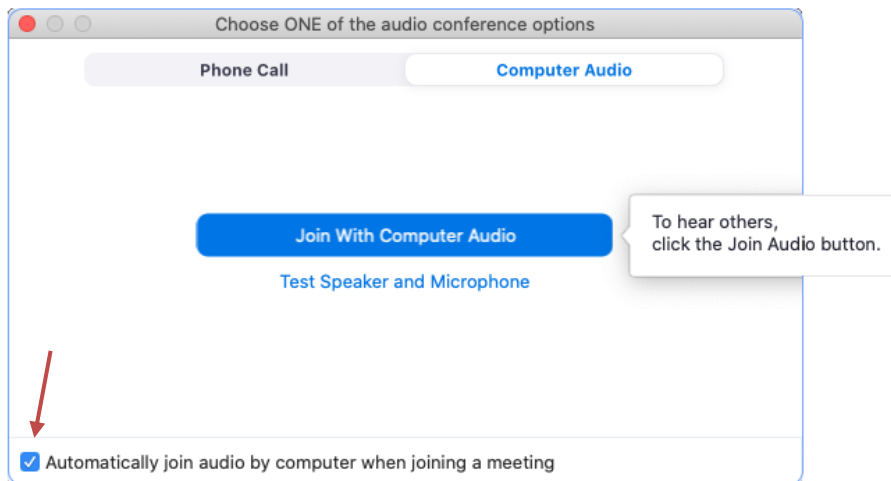 Choose ONE of the audio conference options
Phone Call
Computer Audio
Join With Computer Audio
To hear others,
click the Join Audio button.
Test Speaker and Microphone
Automatically join audio by computer when joining a meeting